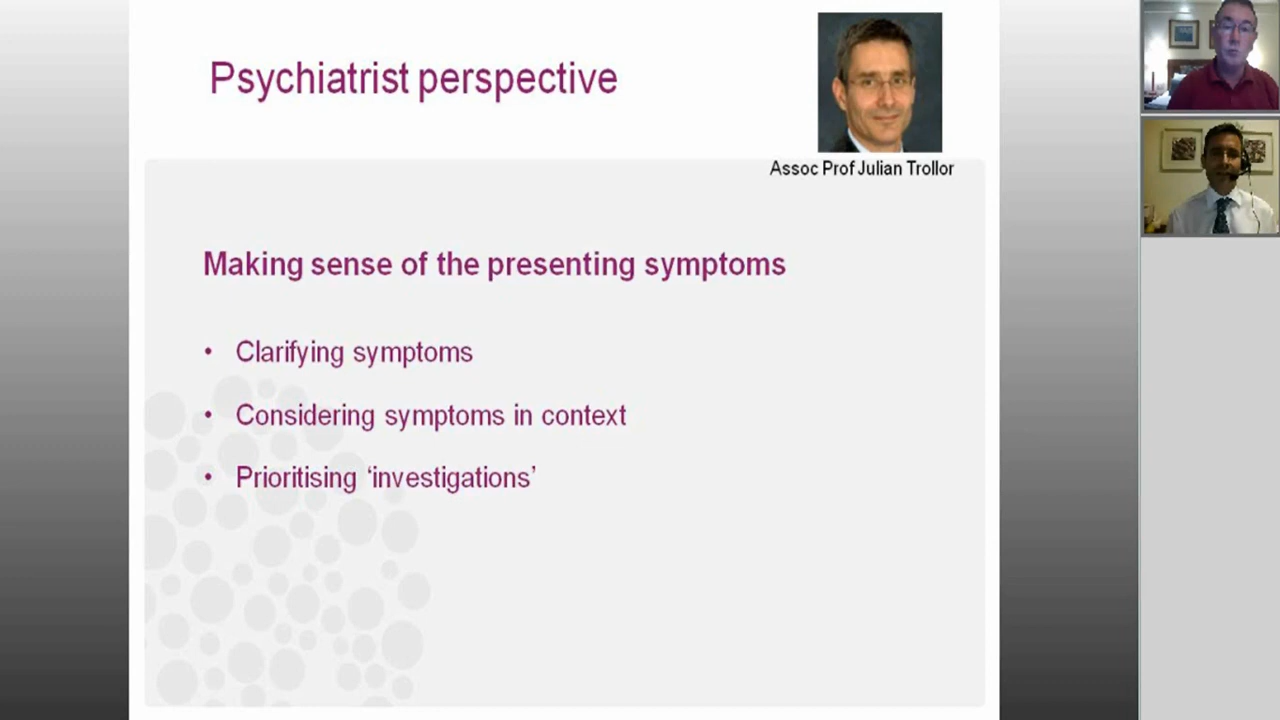 Psychiatrist perspective
Assoc Prof Julian Trollor
Making sense of the presenting symptoms
• Clarifying symptoms
• Considering symptoms in context
• Prioritising ‘investigations’